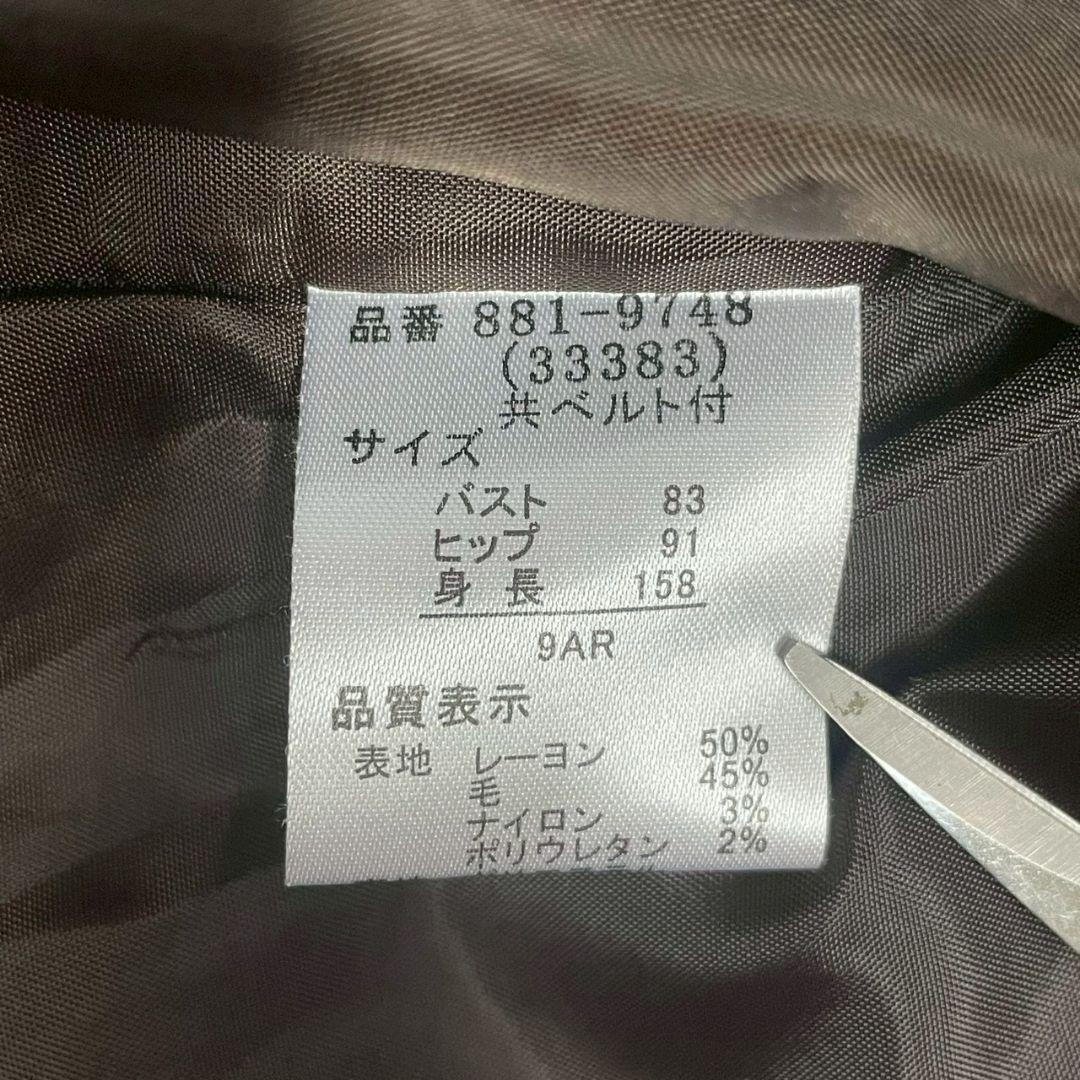 品番 881-9748
(33383)
共ベルト付
サイズ
バスト 83
ヒップ 91
身長 158
9AR
品質表示
表地 レーヨン 50%
毛 45%
ナイロン 3%
ポリウレタン 2%